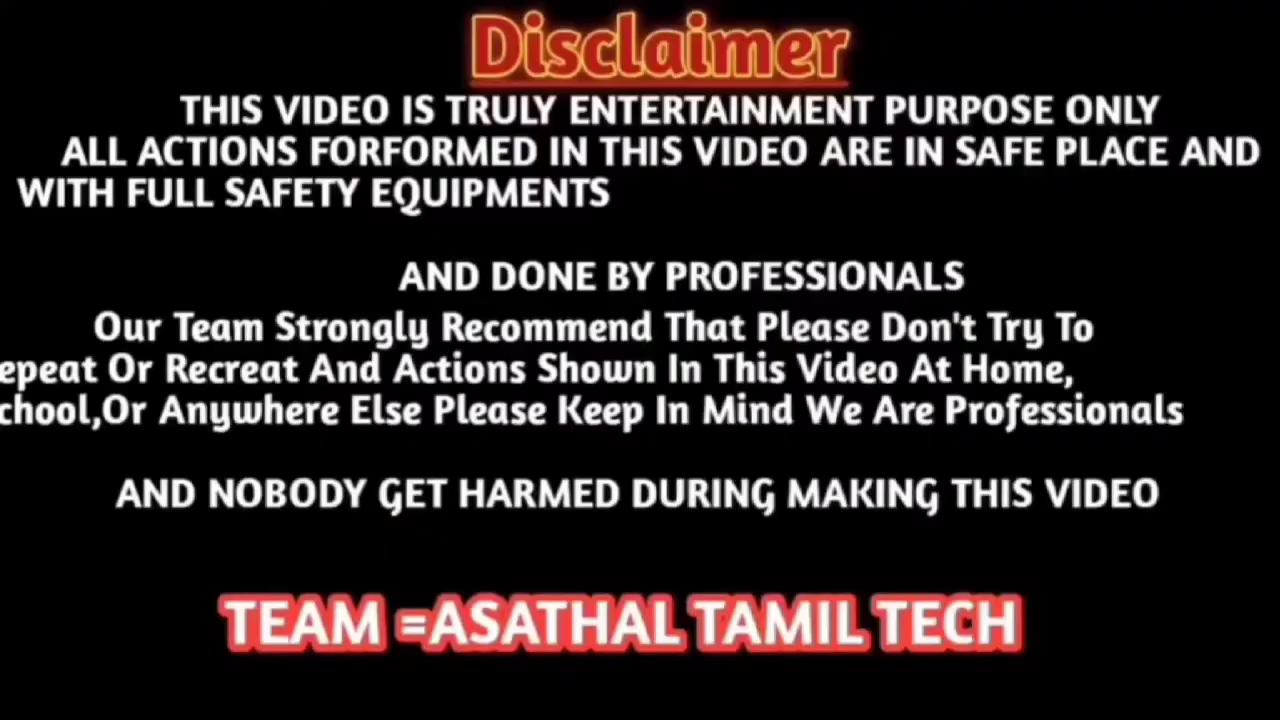 Disclaimer
THIS VIDEO IS TRULY ENTERTAINMENT PURPOSE ONLY
ALL ACTIONS FORFORMED IN THIS VIDEO ARE IN SAFE PLACE AND
WITH FULL SAFETY EQUIPMENTS
AND DONE BY PROFESSIONALS
Our Team Strongly Recommend That Please Don't Try To
epeat Or Recreat And Actions Shown In This Video At Home,
chool,Or Anywhere Else Please Keep In Mind We Are Professionals
AND NOBODY GET HARMED DURING MAKING THIS VIDEO
TEAM =ASATHAL TAMIL TECH